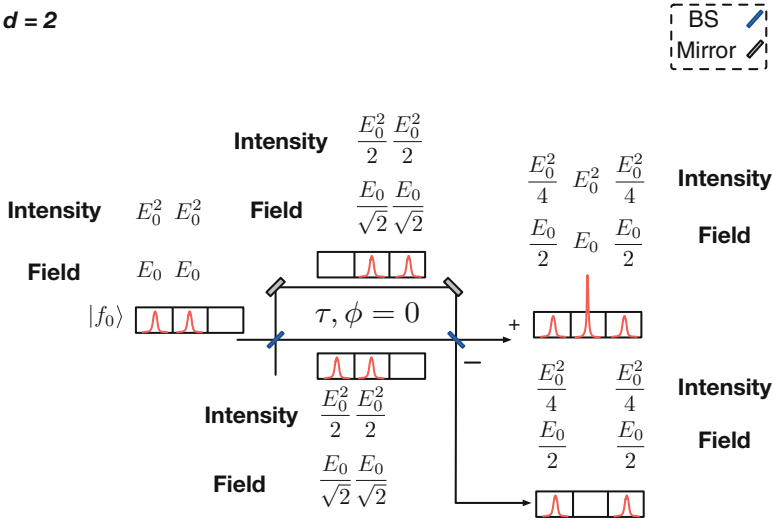 d = 2
BS
Mirror
Intensity E_0^2/2 E_0^2/2
Field E_0/√2 E_0/√2
Intensity E_0^2 E_0^2
Field E_0 E_0
|f_0⟩
τ, ϕ = 0
Intensity E_0^2/2 E_0^2/2
Field E_0/√2 E_0/√2
E_0^2/4 E_0^2 E_0^2/4 Intensity
E_0/2 E_0 E_0/2 Field
+
−
E_0^2/4 E_0^2/4 Intensity
E_0/2 E_0/2 Field